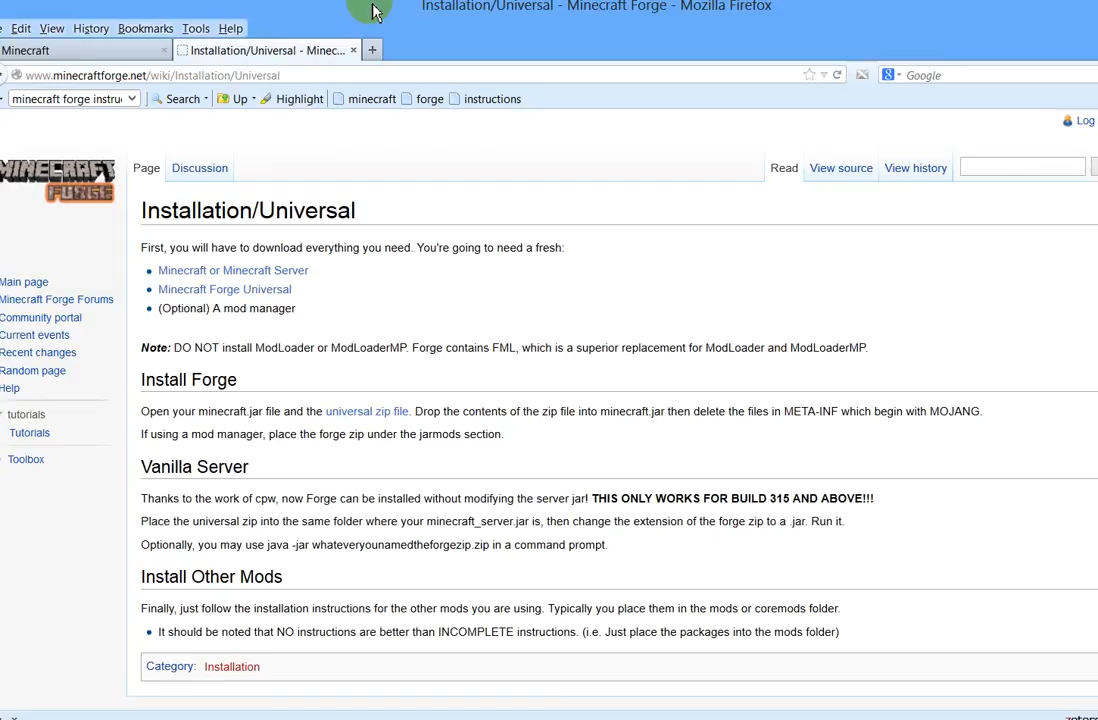 Installation/Universal - Minecraft Forge - Mozilla Firefox
Edit View History Bookmarks Tools Help
Minecraft
Installation/Universal - Minec...
www.minecraftforge.net/wiki/Installation/Universal
Google
minecraft forge instru Search Up Highlight minecraft forge instructions
Log
MINECRAFT
FORGE
Page Discussion Read View source View history
Installation/Universal
First, you will have to download everything you need. You're going to need a fresh:
Minecraft or Minecraft Server
Minecraft Forge Universal
(Optional) A mod manager
Note: DO NOT install ModLoader or ModLoaderMP. Forge contains FML, which is a superior replacement for ModLoader and ModLoaderMP.
Install Forge
Open your minecraft.jar file and the universal zip file. Drop the contents of the zip file into minecraft.jar then delete the files in META-INF which begin with MOJANG.
If using a mod manager, place the forge zip under the jarmods section.
Vanilla Server
Thanks to the work of cpw, now Forge can be installed without modifying the server jar! THIS ONLY WORKS FOR BUILD 315 AND ABOVE!!!
Place the universal zip into the same folder where your minecraft_server.jar is, then change the extension of the forge zip to a .jar. Run it.
Optionally, you may use java -jar whateveryounamedtheforgezip.zip in a command prompt.
Install Other Mods
Finally, just follow the installation instructions for the other mods you are using. Typically you place them in the mods or coremods folder.
It should be noted that NO instructions are better than INCOMPLETE instructions. (i.e. Just place the packages into the mods folder)
Category: Installation
Main page
Minecraft Forge Forums
Community portal
Current events
Recent changes
Random page
Help
tutorials
Tutorials
Toolbox